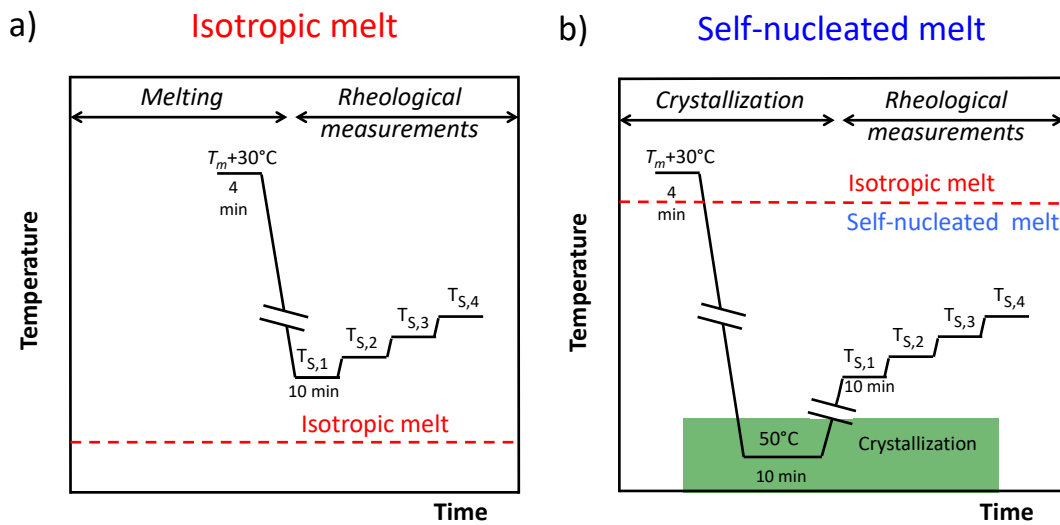 a)
Isotropic melt
Melting
Rheological
measurements
Tm+30°C
4
min
TS,1
TS,2
TS,3
TS,4
10 min
Isotropic melt
Temperature
Time
b)
Self-nucleated melt
Crystallization
Rheological
measurements
Tm+30°C
4
min
Isotropic melt
Self-nucleated melt
TS,1
TS,2
TS,3
TS,4
10 min
50°C
10 min
Crystallization
Temperature
Time